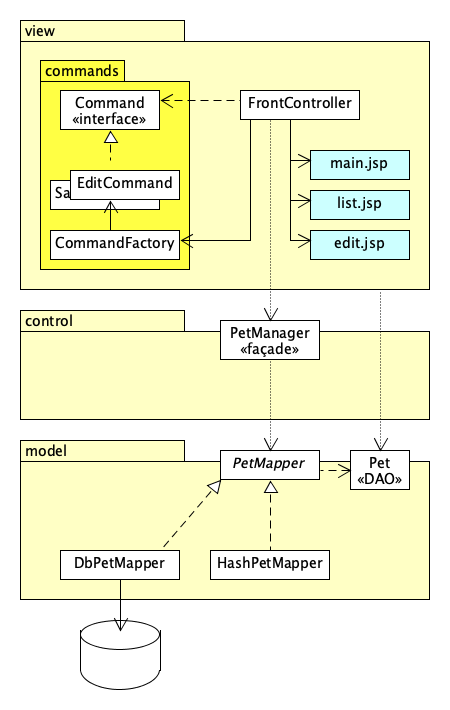 view
commands
Command
«interface»
FrontController
main.jsp
EditCommand
list.jsp
CommandFactory
edit.jsp
control
PetManager
«façade»
model
PetMapper
Pet
«DAO»
DbPetMapper
HashPetMapper